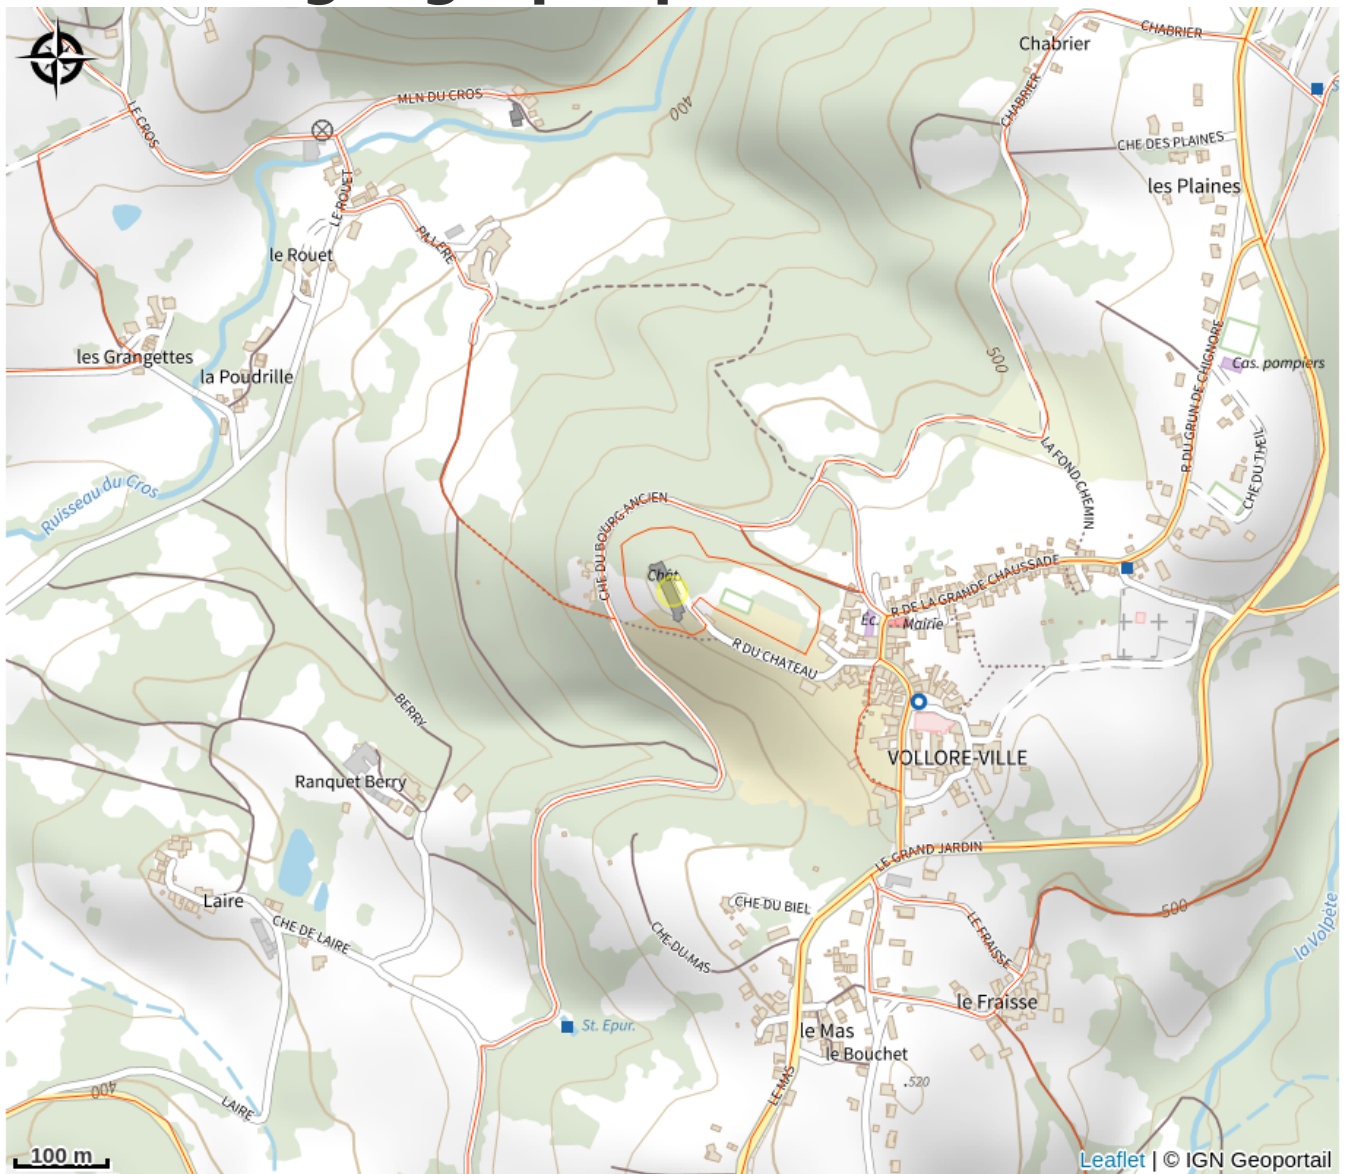 CHABRIER
Chabrier
MLN DU CROS
400
CHABRIER
LE CROS
CHE DES PLAINES
les Plaines
LE ROUET
PALLERE
le Rouet
R DU GRUN DE CHIGNORE
les Grangettes
500
Cas. pompiers
la Poudrille
LA FOND-CHEMIN
CHE DU THEIL
Ruisseau du Cros
CHE DU BOURG ANCIEN
Chât.
R DE LA GRANDE CHAUSSADE
Éc.
Mairie
R DU CHATEAU
BERRY
VOLLORE-VILLE
Ranquet Berry
LE GRAND JARDIN
Laire
CHE DU BIEL
500
CHE DE LAIRE
CHE-DU-MAS
LE FRAISSE
la Volpète
le Fraisse
St. Epur.
le Mas
le Bouchet
.520
LE MAS
400
LAIRE
100 m
Leaflet | © IGN Geoportail